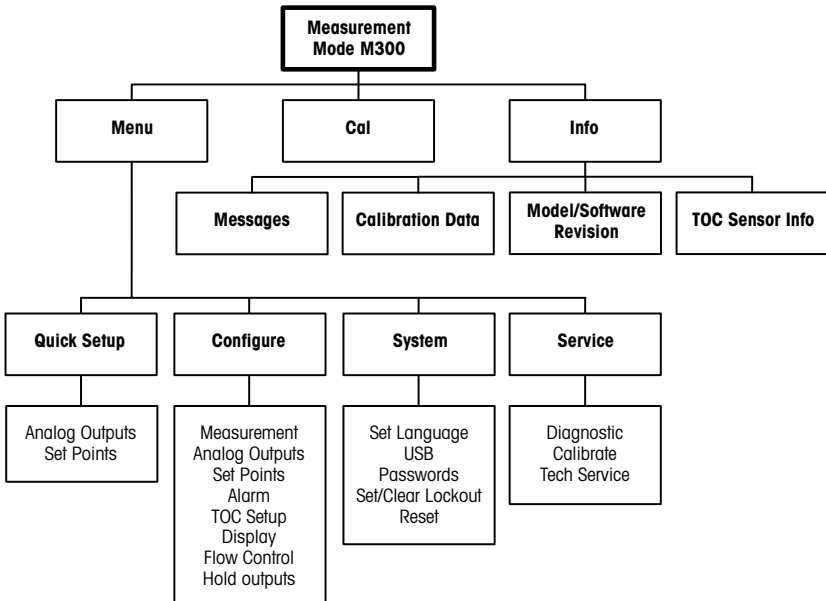 Measurement
Mode M300
Menu
Cal
Info
Messages
Calibration Data
Model/Software
Revision
TOC Sensor Info
Quick Setup
Configure
System
Service
Analog Outputs
Set Points
Measurement
Analog Outputs
Set Points
Alarm
TOC Setup
Display
Flow Control
Hold outputs
Set Language
USB
Passwords
Set/Clear Lockout
Reset
Diagnostic
Calibrate
Tech Service